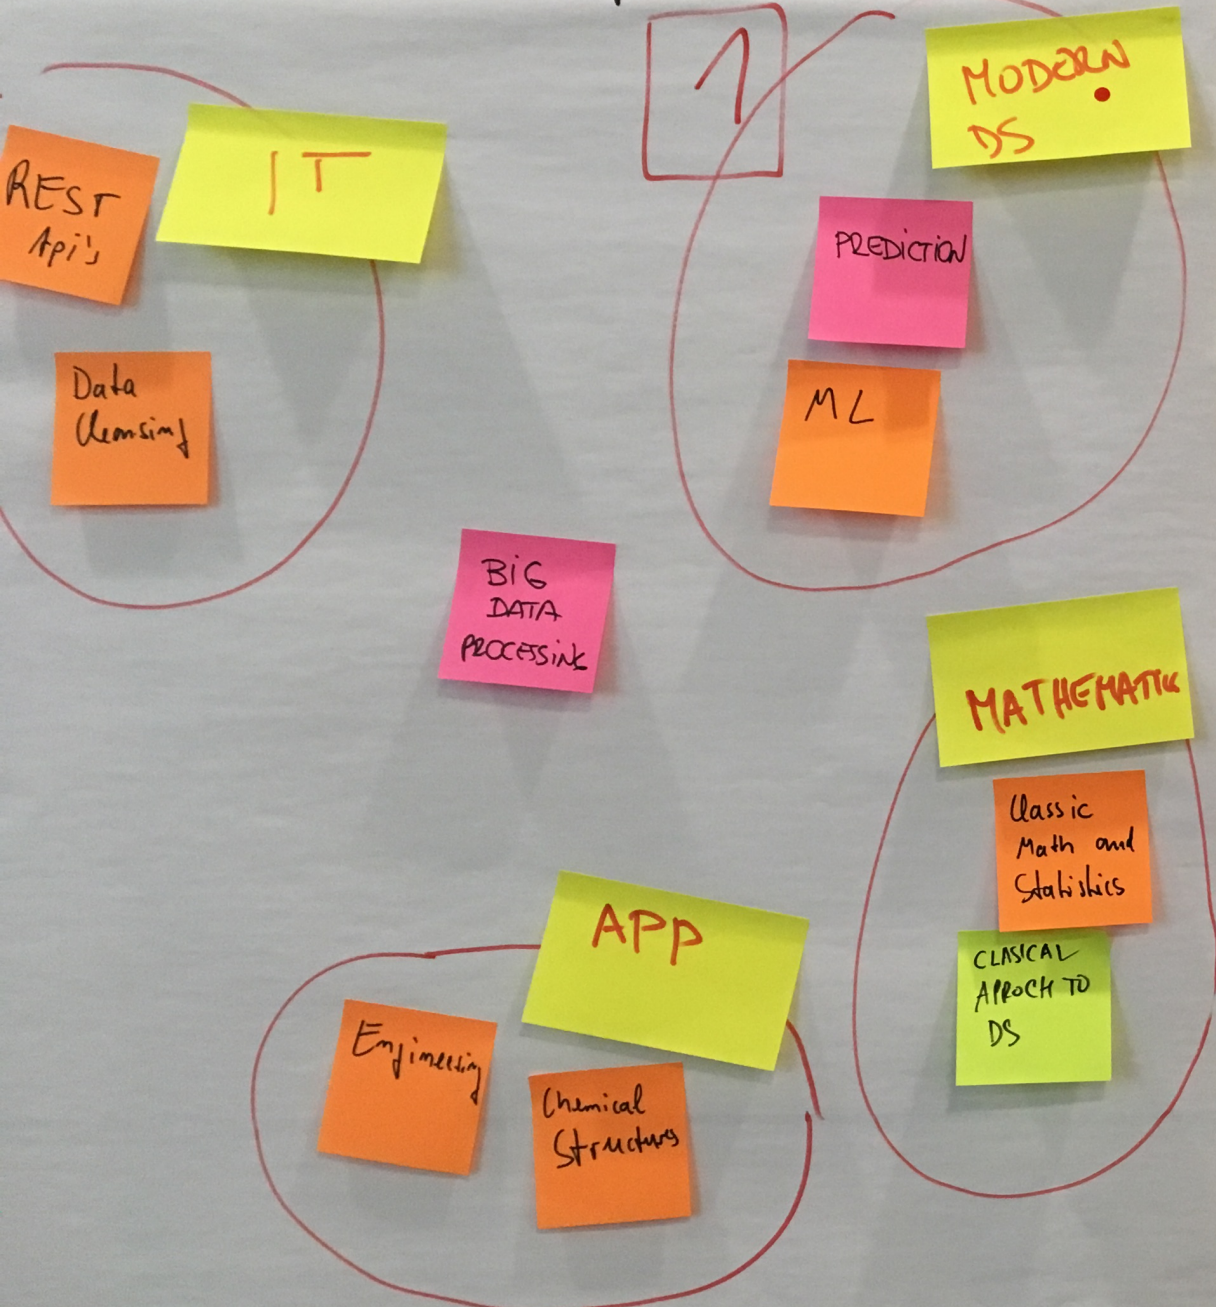 1
MODERN
DS
IT
REST
Api's
PREDICTION
Data
Cleansing
ML
BIG
DATA
PROCESSING
MATHEMATICS
Classic
Math and
Statistics
APP
CLASICAL
APROCH TO
DS
Engineering
Chemical
Structures